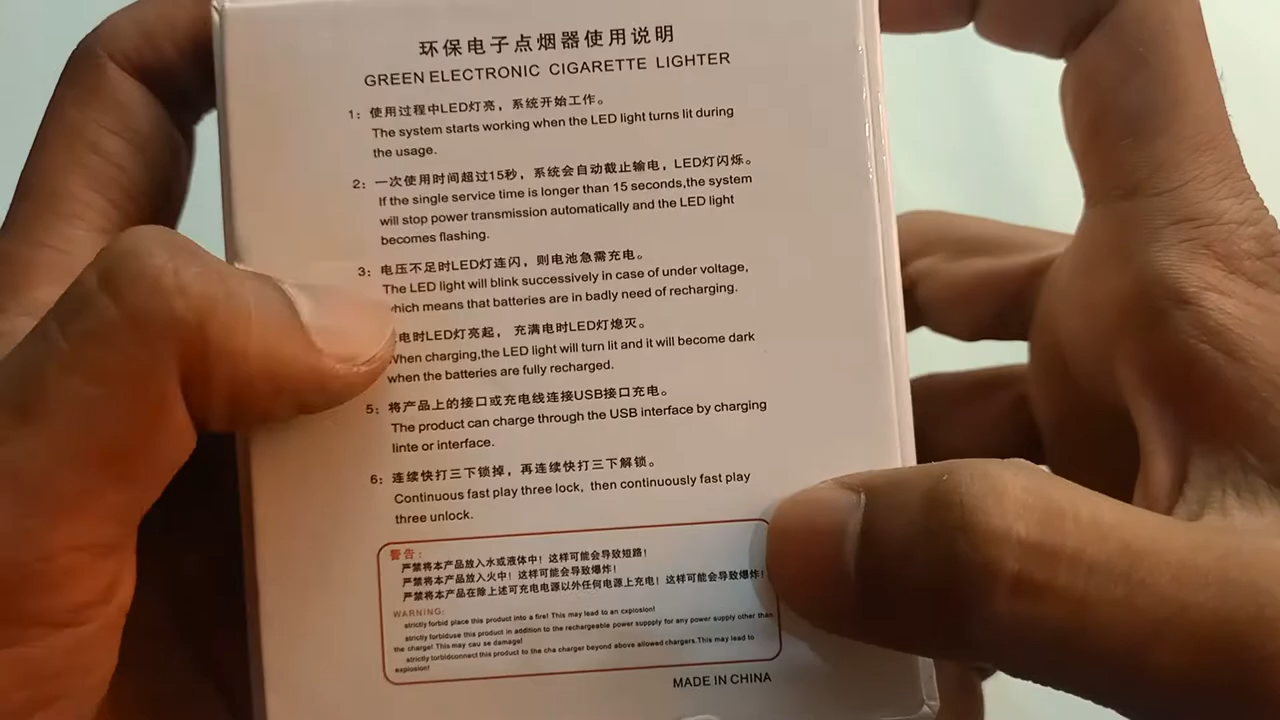 环保电子点烟器使用说明
GREEN ELECTRONIC CIGARETTE LIGHTER
1：使用过程中LED灯亮，系统开始工作。
The system starts working when the LED light turns lit during
the usage.
2：一次使用时间超过15秒，系统会自动截止输电，LED灯闪烁。
If the single service time is longer than 15 seconds,the system
will stop power transmission automatically and the LED light
becomes flashing.
3：电压不足时LED灯连闪，则电池急需充电。
The LED light will blink successively in case of under voltage,
which means that batteries are in badly need of recharging.
电时LED灯亮起， 充满电时LED灯熄灭。
When charging,the LED light will turn lit and it will become dark
when the batteries are fully recharged.
5：将产品上的接口或充电线连接USB接口充电。
The product can charge through the USB interface by charging
linte or interface.
6：连续快打三下锁掉，再连续快打三下解锁。
Continuous fast play three lock, then continuously fast play
three unlock.
警告：
严禁将本产品放入水或液体中！这样可能会导致短路！
严禁将本产品放入火中！这样可能会导致爆炸！
严禁将本产品在除上述可充电电源以外任何电源上充电！这样可能会导致爆炸！
WARNING:
strictly forbid place this product into a fire! This may lead to an cxplosion!
strictly forbiduse this product in addition to the rechargeable power suppply for any power supply other than
the charge! This may cau se damage!
strictly forbidconnect this product to the cha charger beyond above allowed chargers.This may lead to
explosion!
MADE IN CHINA